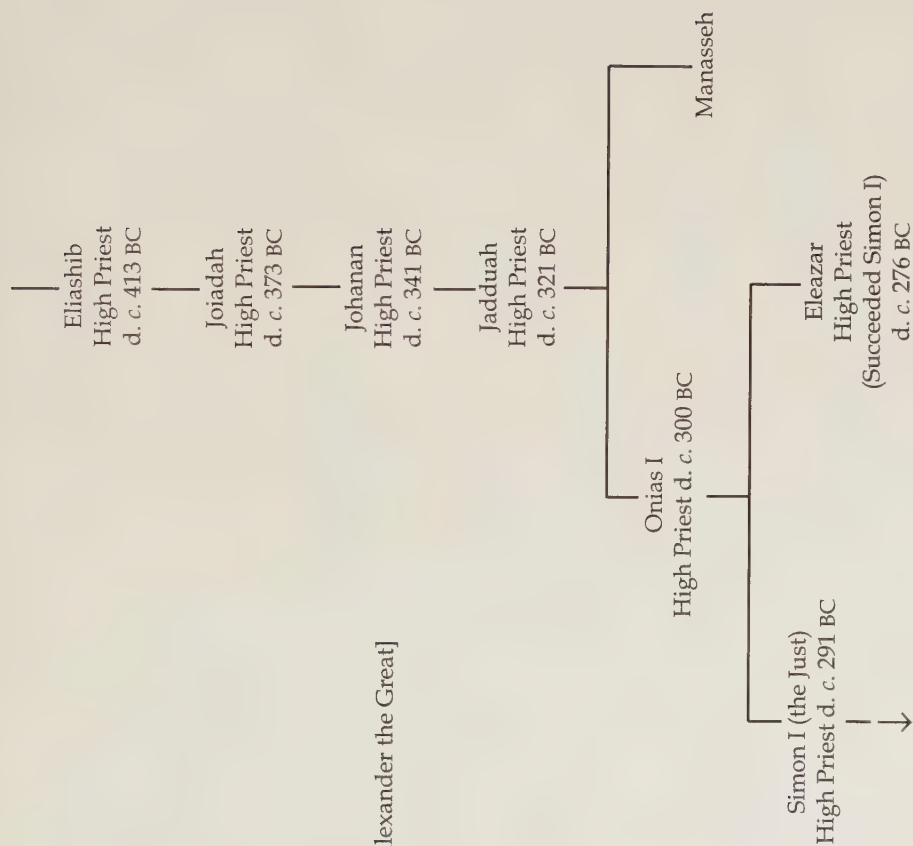 Eliashib
High Priest
d. c. 413 BC
Joiadah
High Priest
d. c. 373 BC
Johanan
High Priest
d. c. 341 BC
lexander the Great]
Jadduah
High Priest
d. c. 321 BC
Onias I
High Priest d. c. 300 BC
Manasseh
Simon I (the Just)
High Priest d. c. 291 BC
Eleazar
High Priest
(Succeeded Simon I)
d. c. 276 BC